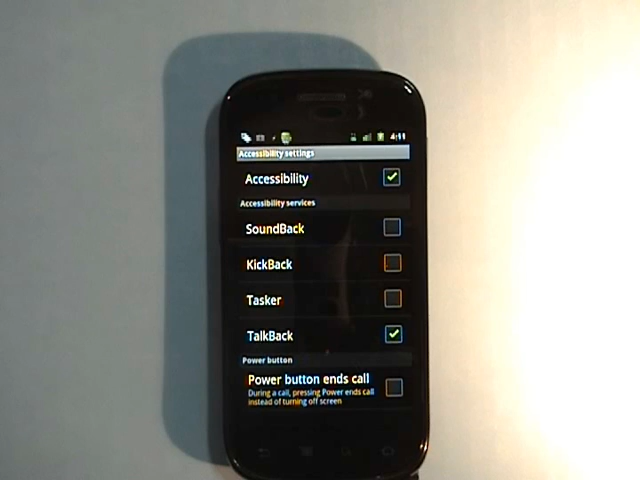 4:11
Accessibility settings
Accessibility
Accessibility services
SoundBack
KickBack
Tasker
TalkBack
Power button
Power button ends call
During a call, pressing Power ends call
instead of turning off screen